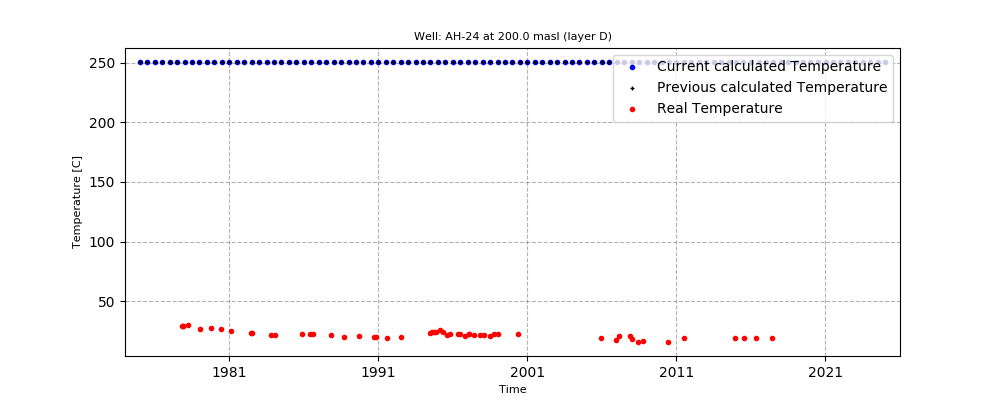 Well: AH-24 at 200.0 masl (layer D)
250
200
150
100
50
Temperature [C]
Current calculated Temperature
Previous calculated Temperature
Real Temperature
1981
1991
2001
2011
2021
Time